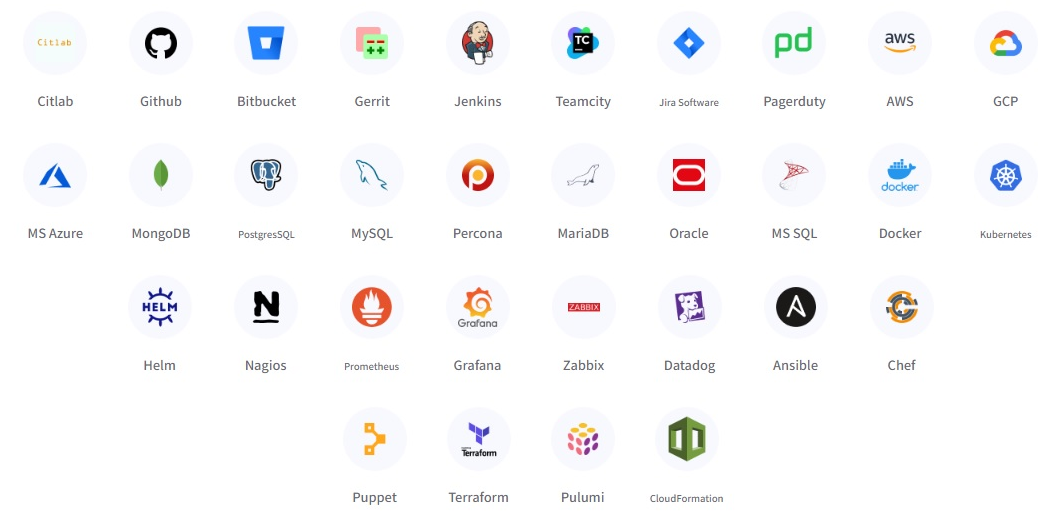 Citlab
aws
TC
pd
Citlab Github Bitbucket Gerrit Jenkins Teamcity Jira Software Pagerduty AWS GCP
docker
MS Azure MongoDB PostgresSQL MySQL Percona MariaDB Oracle MS SQL Docker Kubernetes
HELM
N
ZABBIX
Grafana
Helm Nagios Prometheus Grafana Zabbix Datadog Ansible Chef
Terraform
Puppet Terraform Pulumi CloudFormation